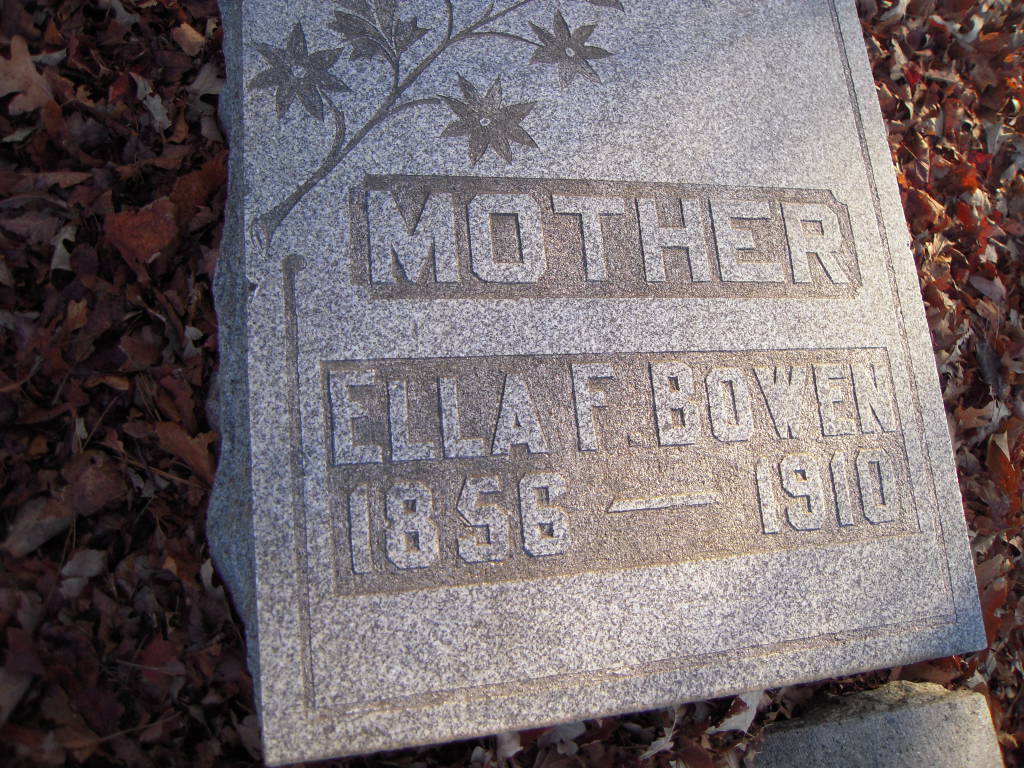 MOTHER
ELLA F. BOWEN
1856 — 1910